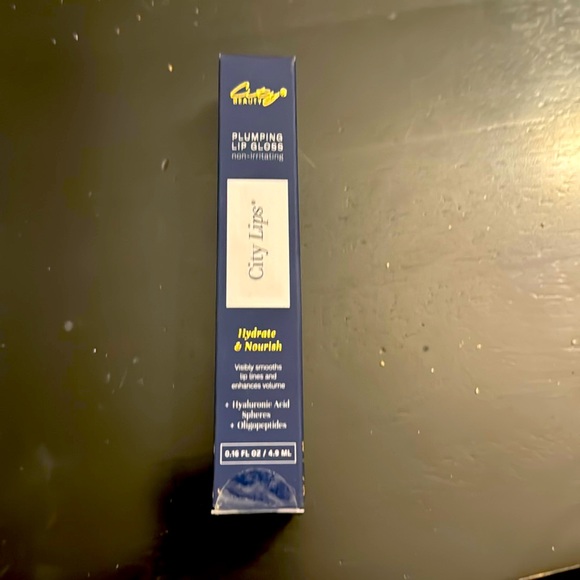 City®
BEAUTY
PLUMPING
LIP GLOSS
non-irritating
City Lips®
Hydrate
& Nourish
Visibly smooths
lip lines and
enhances volume
+ Hyaluronic Acid
Spheres
+ Oligopeptides
0.16 FL OZ / 4.8 ML